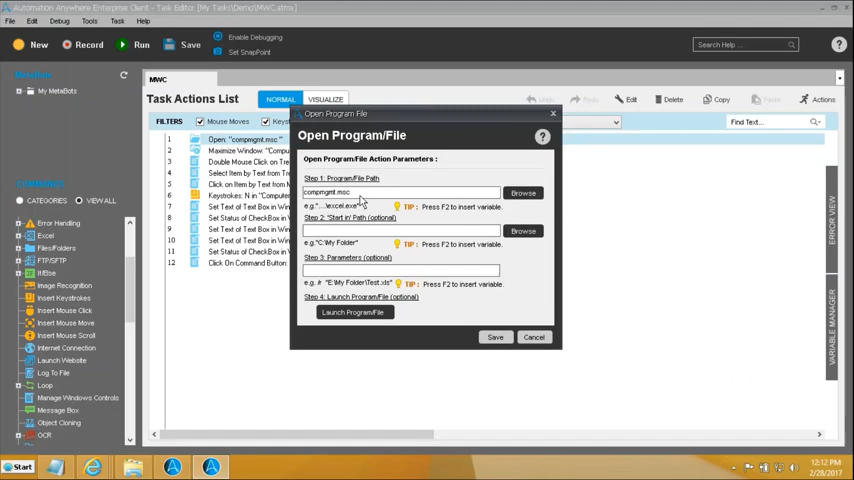 Automation Anywhere Enterprise Client - Task Editor [My Tasks\Demo\MWC.atmx]
File Edit Debug Tools Task Help
New Record Run Save
Enable Debugging
Set SnapPoint
Search Help ...
MetaBots
My MetaBots
MWC
Task Actions List
NORMAL VISUALIZE
Undo Redo Edit Delete Copy Paste Actions
FILTERS Mouse Moves Keyst
Find Text...
1 Open: "compmgmt.msc "
2 Maximize Window: "Compu
3 Double Mouse Click on Tre
4 Select Item by Text from T
5 Click on Item by Text from
6 Keystrokes: N in "Computer
7 Set Text of Text Box in Win
8 Set Status of CheckBox in
9 Set Text of Text Box in
10 Set Text of Text Box in
11 Set Status of CheckBox in
12 Click On Command Button:
COMMANDS
CATEGORIES VIEW ALL
Error Handling
Excel
Files/Folders
FTP/SFTP
If/Else
Image Recognition
Insert Keystrokes
Insert Mouse Click
Insert Mouse Move
Insert Mouse Scroll
Internet Connection
Launch Website
Log To File
Loop
Manage Windows Controls
Message Box
Object Cloning
OCR
Open Program File
Open Program/File
Open Program/File Action Parameters :
Step 1: Program/File Path
compmgmt.msc
Browse
e.g."...\excel.exe"
TIP : Press F2 to insert variable.
Step 2: 'Start in' Path (optional)
Browse
e.g."C:\My Folder"
TIP : Press F2 to insert variable.
Step 3: Parameters (optional)
e.g. /r "E:\My Folder\Test.xls"
TIP : Press F2 to insert variable.
Step 4: Launch Program/File (optional)
Launch Program/File
Save Cancel
ERROR VIEW
VARIABLE MANAGER
Start
12:12 PM
2/28/2017